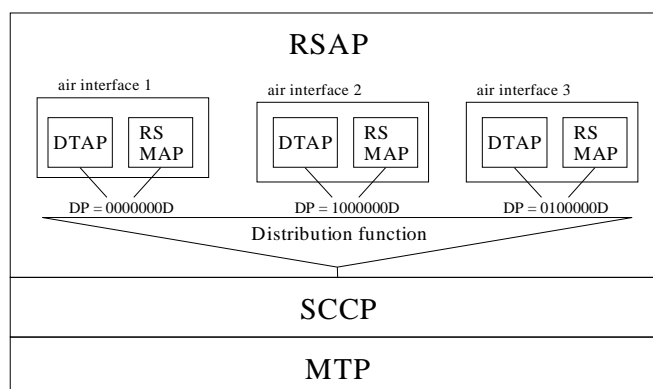 RSAP
air interface 1
air interface 2
air interface 3
DTAP
RS
MAP
DTAP
RS
MAP
DTAP
RS
MAP
DP = 0000000D
DP = 1000000D
DP = 0100000D
Distribution function
SCCP
MTP